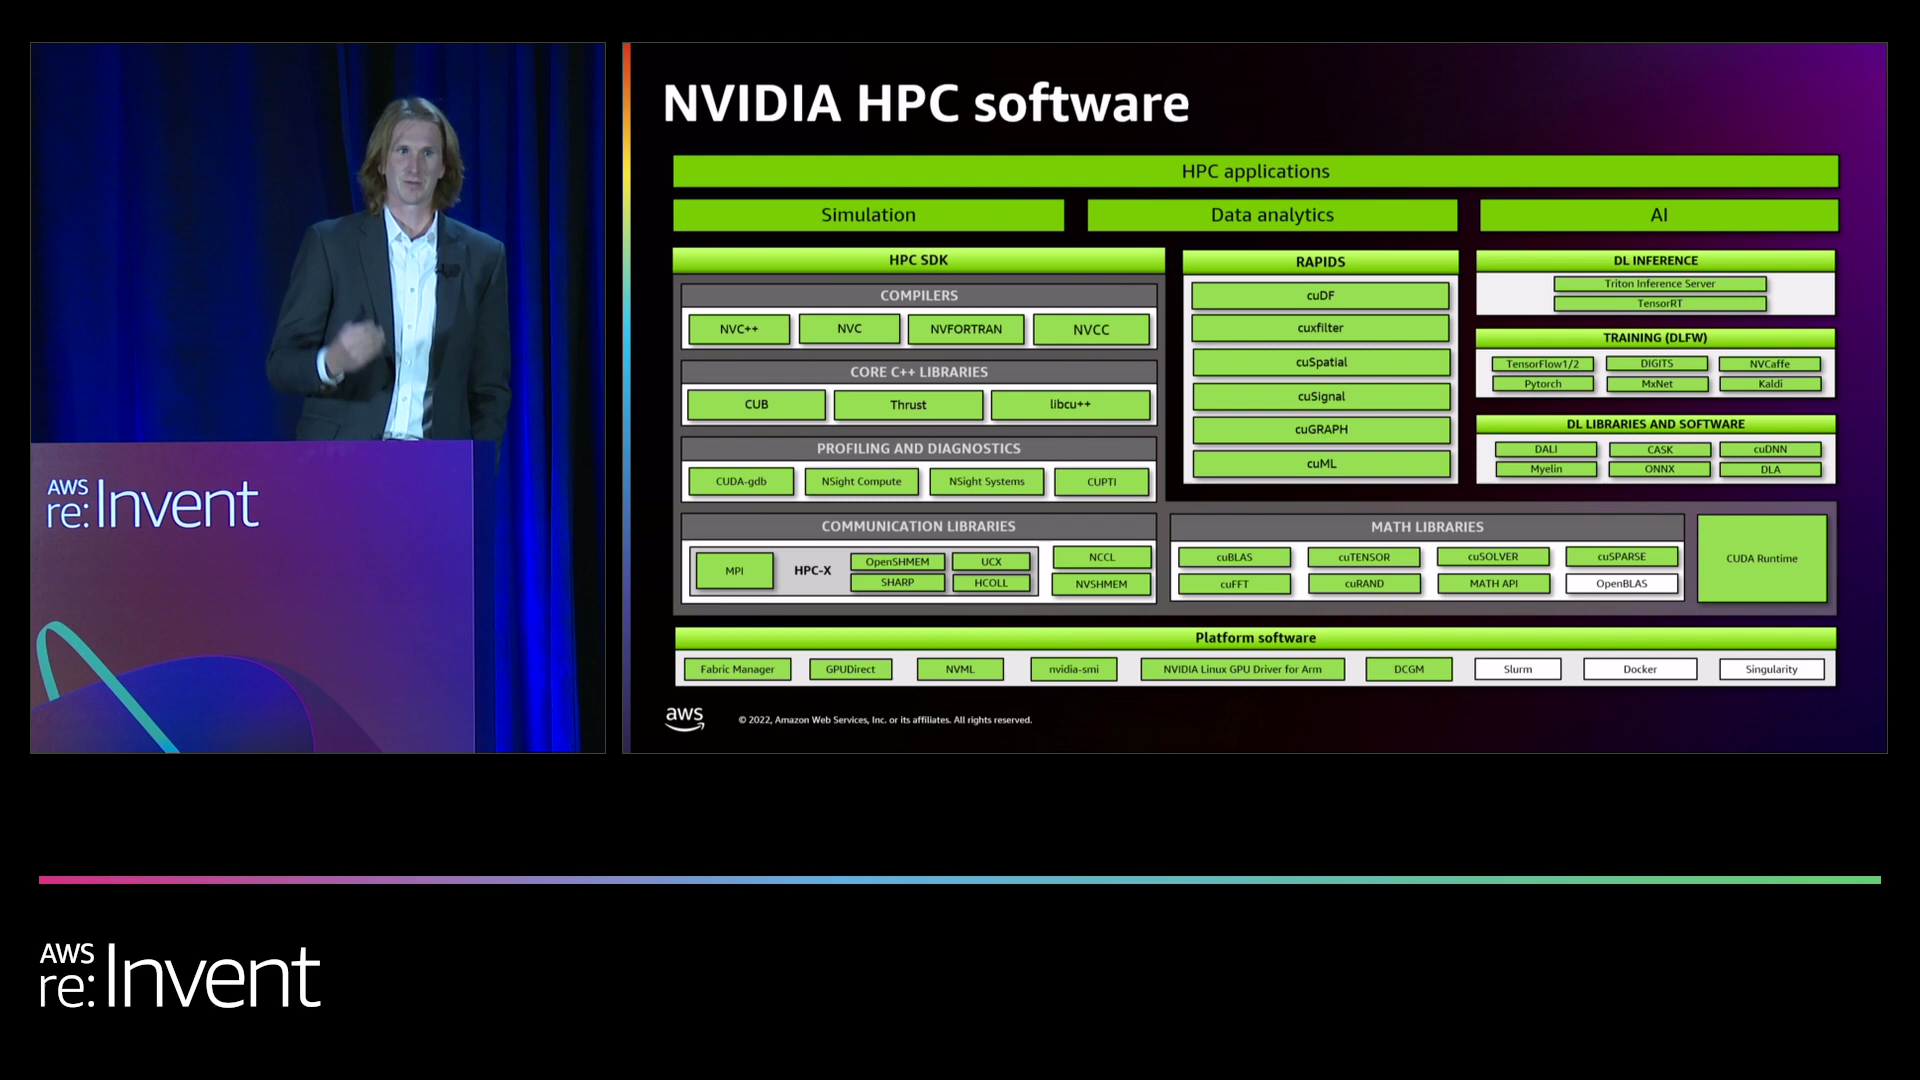 AWS
re:Invent
NVIDIA HPC software
HPC applications
Simulation Data analytics AI
HPC SDK
COMPILERS
NVC++ NVC NVFORTRAN NVCC
CORE C++ LIBRARIES
CUB Thrust libcu++
PROFILING AND DIAGNOSTICS
CUDA-gdb NSight Compute NSight Systems CUPTI
COMMUNICATION LIBRARIES
MPI HPC-X OpenSHMEM UCX NCCL
SHARP HCOLL NVSHMEM
RAPIDS
cuDF
cuxfilter
cuSpatial
cuSignal
cuGRAPH
cuML
DL INFERENCE
Triton Inference Server
TensorRT
TRAINING (DLFW)
TensorFlow1/2 DIGITS NVCaffe
Pytorch MxNet Kaldi
DL LIBRARIES AND SOFTWARE
DALI CASK cuDNN
Myelin ONNX DLA
MATH LIBRARIES
cuBLAS cuTENSOR cuSOLVER cuSPARSE
cuFFT cuRAND MATH API OpenBLAS
CUDA Runtime
Platform software
Fabric Manager GPUDirect NVML nvidia-smi NVIDIA Linux GPU Driver for Arm DCGM Slurm Docker Singularity
aws © 2022, Amazon Web Services, Inc. or its affiliates. All rights reserved.
AWS
re:Invent